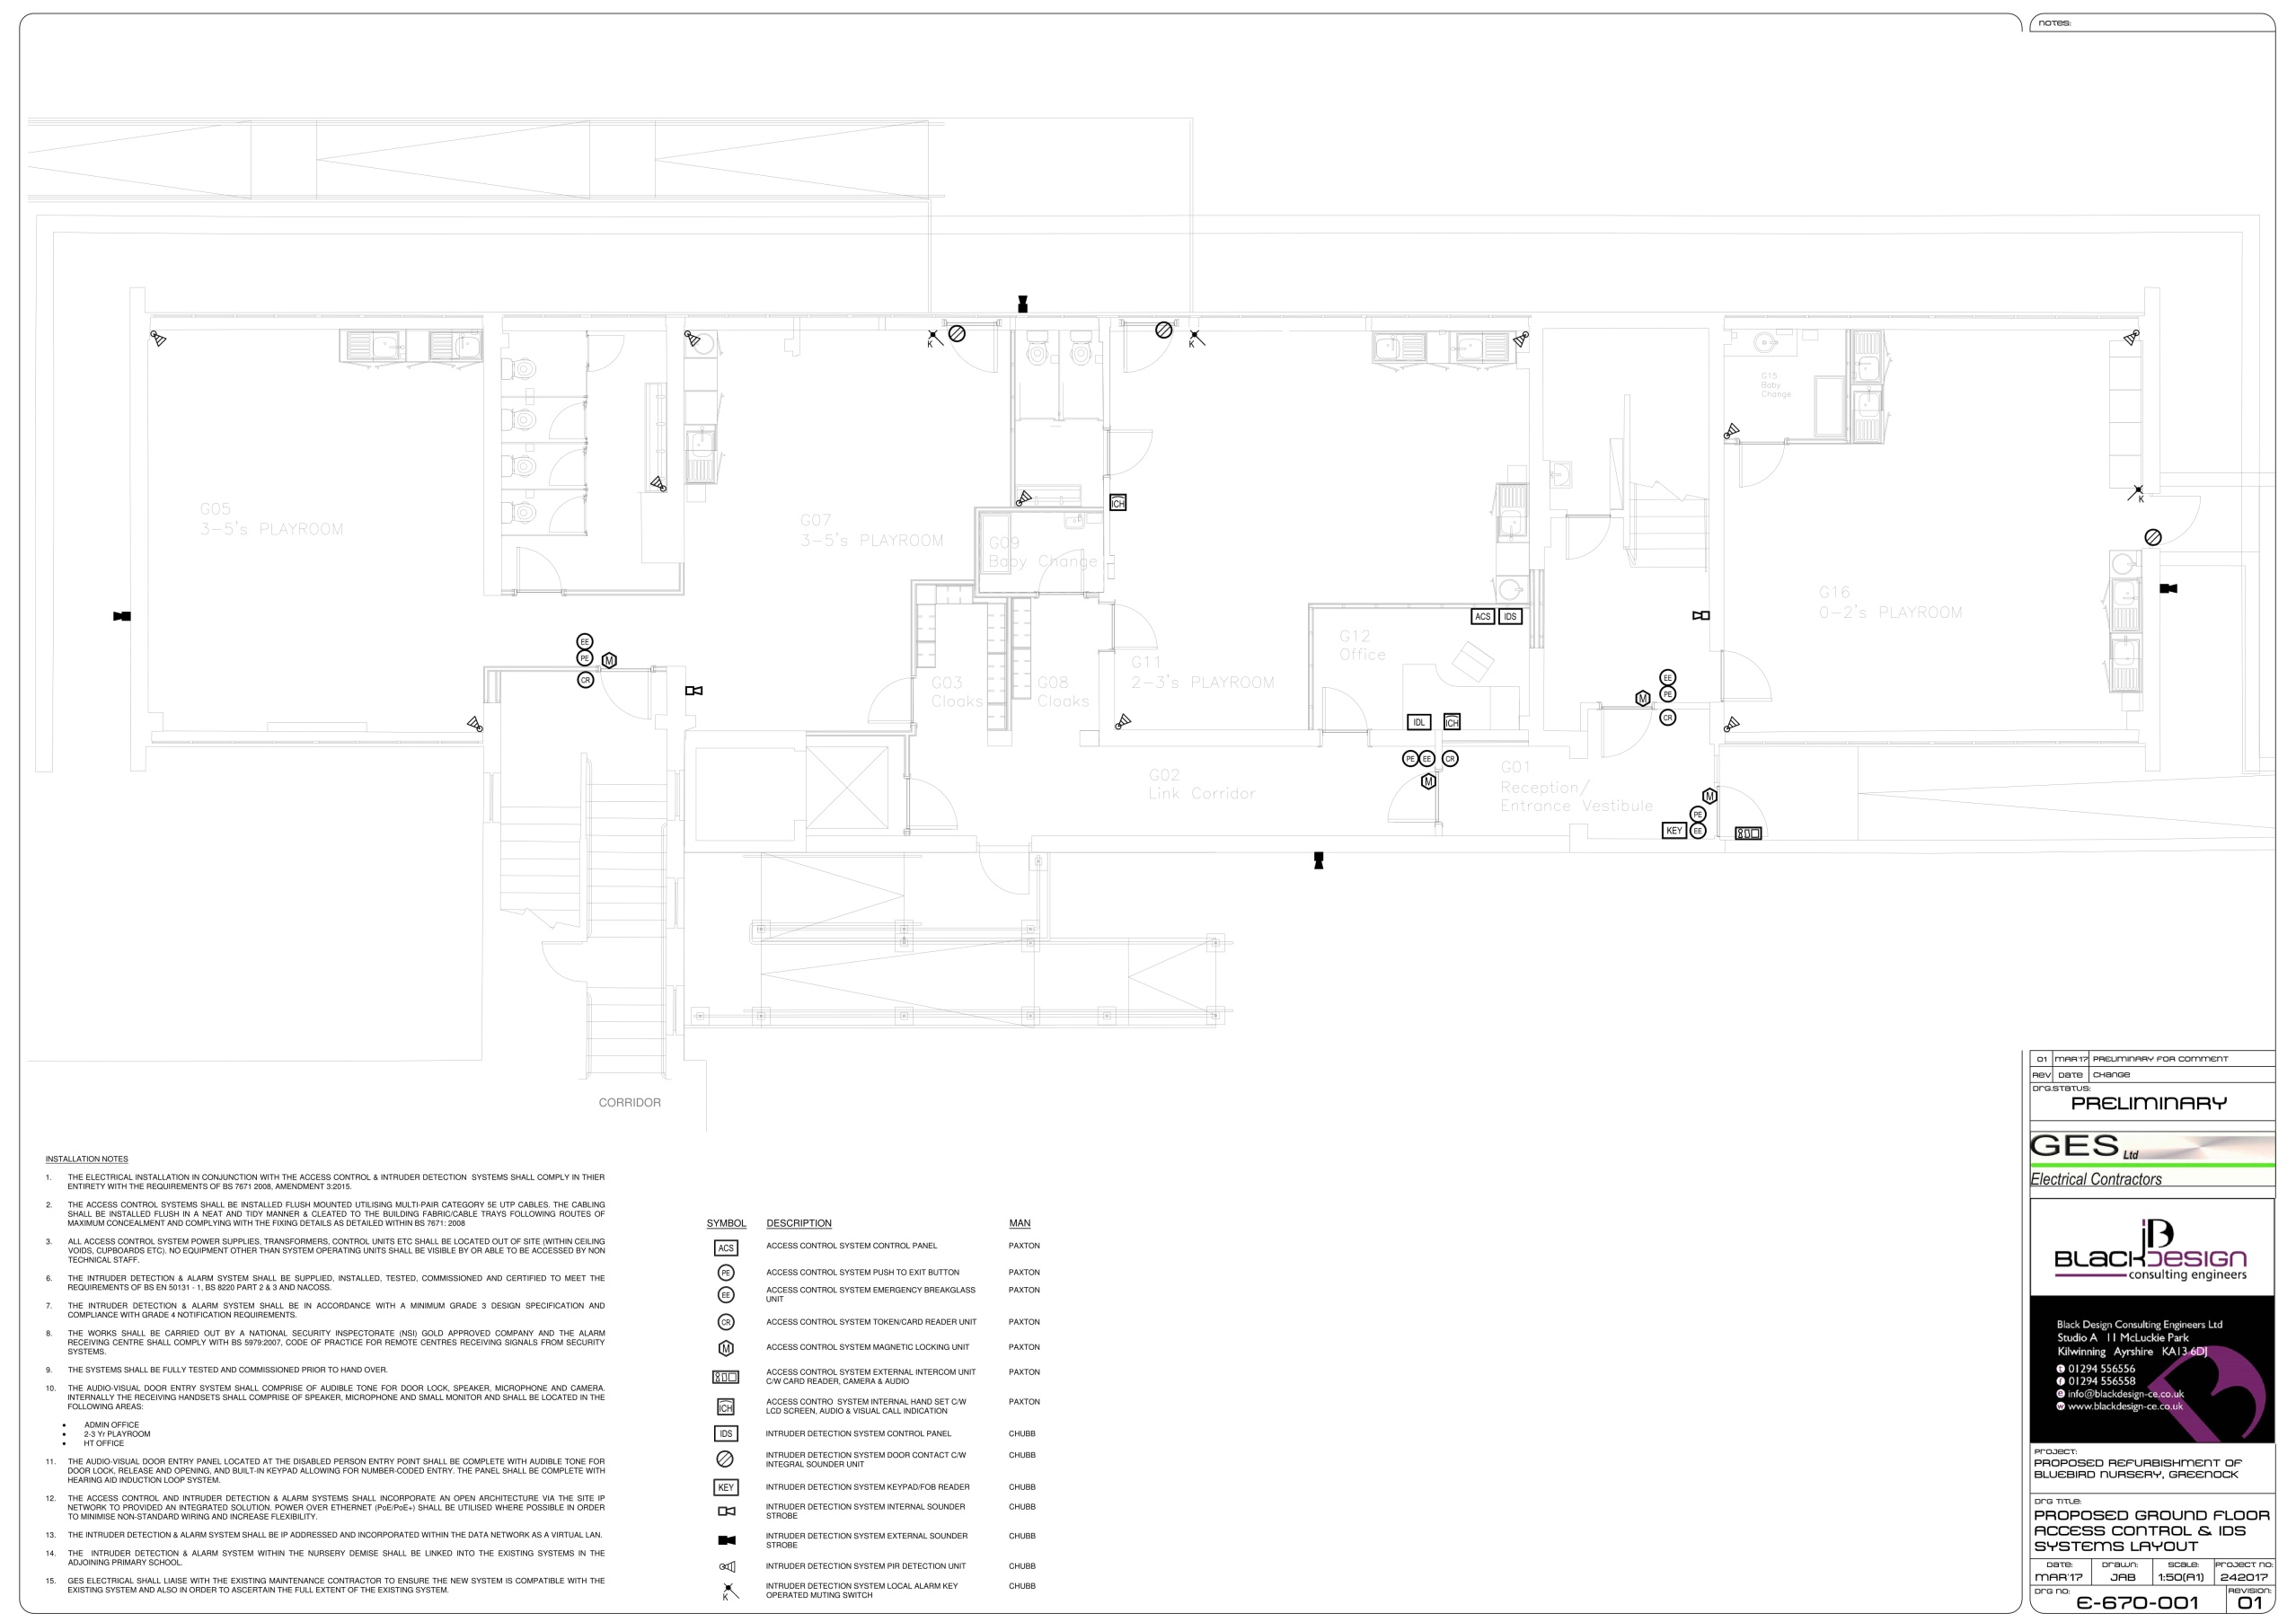 NOTES:
K
K
G15
Baby
Change
G05
3-5's PLAYROOM
G07
3-5's PLAYROOM
ICH
K
G09
Baby Change
G16
0-2's PLAYROOM
ACS
IDS
G12
Office
EE
PE
M
CR
G03
Cloaks
G08
Cloaks
G11
2-3's PLAYROOM
EE
PE
M
CR
IDL
ICH
PE
EE
CR
M
G02
Link Corridor
G01
Reception/
Entrance Vestibule
M
PE
KEY
EE
CORRIDOR
INSTALLATION NOTES
1. THE ELECTRICAL INSTALLATION IN CONJUNCTION WITH THE ACCESS CONTROL & INTRUDER DETECTION SYSTEMS SHALL COMPLY IN THIER
ENTIRETY WITH THE REQUIREMENTS OF BS 7671 2008, AMENDMENT 3:2015.
2. THE ACCESS CONTROL SYSTEMS SHALL BE INSTALLED FLUSH MOUNTED UTILISING MULTI-PAIR CATEGORY 5E UTP CABLES. THE CABLING
SHALL BE INSTALLED FLUSH IN A NEAT AND TIDY MANNER & CLEATED TO THE BUILDING FABRIC/CABLE TRAYS FOLLOWING ROUTES OF
MAXIMUM CONCEALMENT AND COMPLYING WITH THE FIXING DETAILS AS DETAILED WITHIN BS 7671: 2008
3. ALL ACCESS CONTROL SYSTEM POWER SUPPLIES, TRANSFORMERS, CONTROL UNITS ETC SHALL BE LOCATED OUT OF SITE (WITHIN CEILING
VOIDS, CUPBOARDS ETC). NO EQUIPMENT OTHER THAN SYSTEM OPERATING UNITS SHALL BE VISIBLE BY OR ABLE TO BE ACCESSED BY NON
TECHNICAL STAFF.
6. THE INTRUDER DETECTION & ALARM SYSTEM SHALL BE SUPPLIED, INSTALLED, TESTED, COMMISSIONED AND CERTIFIED TO MEET THE
REQUIREMENTS OF BS EN 50131 - 1, BS 8220 PART 2 & 3 AND NACOSS.
7. THE INTRUDER DETECTION & ALARM SYSTEM SHALL BE IN ACCORDANCE WITH A MINIMUM GRADE 3 DESIGN SPECIFICATION AND
COMPLIANCE WITH GRADE 4 NOTIFICATION REQUIREMENTS.
8. THE WORKS SHALL BE CARRIED OUT BY A NATIONAL SECURITY INSPECTORATE (NSI) GOLD APPROVED COMPANY AND THE ALARM
RECEIVING CENTRE SHALL COMPLY WITH BS 5979:2007, CODE OF PRACTICE FOR REMOTE CENTRES RECEIVING SIGNALS FROM SECURITY
SYSTEMS.
9. THE SYSTEMS SHALL BE FULLY TESTED AND COMMISSIONED PRIOR TO HAND OVER.
10. THE AUDIO-VISUAL DOOR ENTRY SYSTEM SHALL COMPRISE OF AUDIBLE TONE FOR DOOR LOCK, SPEAKER, MICROPHONE AND CAMERA.
INTERNALLY THE RECEIVING HANDSETS SHALL COMPRISE OF SPEAKER, MICROPHONE AND SMALL MONITOR AND SHALL BE LOCATED IN THE
FOLLOWING AREAS:
• ADMIN OFFICE
• 2-3 Yr PLAYROOM
• HT OFFICE
11. THE AUDIO-VISUAL DOOR ENTRY PANEL LOCATED AT THE DISABLED PERSON ENTRY POINT SHALL BE COMPLETE WITH AUDIBLE TONE FOR
DOOR LOCK, RELEASE AND OPENING, AND BUILT-IN KEYPAD ALLOWING FOR NUMBER-CODED ENTRY. THE PANEL SHALL BE COMPLETE WITH
HEARING AID INDUCTION LOOP SYSTEM.
12. THE ACCESS CONTROL AND INTRUDER DETECTION & ALARM SYSTEMS SHALL INCORPORATE AN OPEN ARCHITECTURE VIA THE SITE IP
NETWORK TO PROVIDED AN INTEGRATED SOLUTION. POWER OVER ETHERNET (PoE/PoE+) SHALL BE UTILISED WHERE POSSIBLE IN ORDER
TO MINIMISE NON-STANDARD WIRING AND INCREASE FLEXIBILITY.
13. THE INTRUDER DETECTION & ALARM SYSTEM SHALL BE IP ADDRESSED AND INCORPORATED WITHIN THE DATA NETWORK AS A VIRTUAL LAN.
14. THE INTRUDER DETECTION & ALARM SYSTEM WITHIN THE NURSERY DEMISE SHALL BE LINKED INTO THE EXISTING SYSTEMS IN THE
ADJOINING PRIMARY SCHOOL.
15. GES ELECTRICAL SHALL LIAISE WITH THE EXISTING MAINTENANCE CONTRACTOR TO ENSURE THE NEW SYSTEM IS COMPATIBLE WITH THE
EXISTING SYSTEM AND ALSO IN ORDER TO ASCERTAIN THE FULL EXTENT OF THE EXISTING SYSTEM.
SYMBOL DESCRIPTION MAN
ACS ACCESS CONTROL SYSTEM CONTROL PANEL PAXTON
PE ACCESS CONTROL SYSTEM PUSH TO EXIT BUTTON PAXTON
EE ACCESS CONTROL SYSTEM EMERGENCY BREAKGLASS PAXTON
UNIT
CR ACCESS CONTROL SYSTEM TOKEN/CARD READER UNIT PAXTON
M ACCESS CONTROL SYSTEM MAGNETIC LOCKING UNIT PAXTON
ACCESS CONTROL SYSTEM EXTERNAL INTERCOM UNIT PAXTON
C/W CARD READER, CAMERA & AUDIO
ICH ACCESS CONTRO SYSTEM INTERNAL HAND SET C/W PAXTON
LCD SCREEN, AUDIO & VISUAL CALL INDICATION
IDS INTRUDER DETECTION SYSTEM CONTROL PANEL CHUBB
INTRUDER DETECTION SYSTEM DOOR CONTACT C/W CHUBB
INTEGRAL SOUNDER UNIT
KEY INTRUDER DETECTION SYSTEM KEYPAD/FOB READER CHUBB
INTRUDER DETECTION SYSTEM INTERNAL SOUNDER CHUBB
STROBE
INTRUDER DETECTION SYSTEM EXTERNAL SOUNDER CHUBB
STROBE
INTRUDER DETECTION SYSTEM PIR DETECTION UNIT CHUBB
K INTRUDER DETECTION SYSTEM LOCAL ALARM KEY CHUBB
OPERATED MUTING SWITCH
01 MAR'17 PRELIMINARY FOR COMMENT
REV DATE CHANGE
DRG.STATUS:
PRELIMINARY
GES Ltd
Electrical Contractors
jB
BLACKDESIGN
consulting engineers
Black Design Consulting Engineers Ltd
Studio A 11 McLuckie Park
Kilwinning Ayrshire KA13 6DJ
t 01294 556556
f 01294 556558
e info@blackdesign-ce.co.uk
w www.blackdesign-ce.co.uk
PROJECT:
PROPOSED REFURBISHMENT OF
BLUEBIRD NURSERY, GREENOCK
DRG TITLE:
PROPOSED GROUND FLOOR
ACCESS CONTROL & IDS
SYSTEMS LAYOUT
DATE: DRAWN: SCALE: PROJECT NO:
MAR'17 JAB 1:50(A1) 242017
DRG NO: REVISION:
E-670-001 01